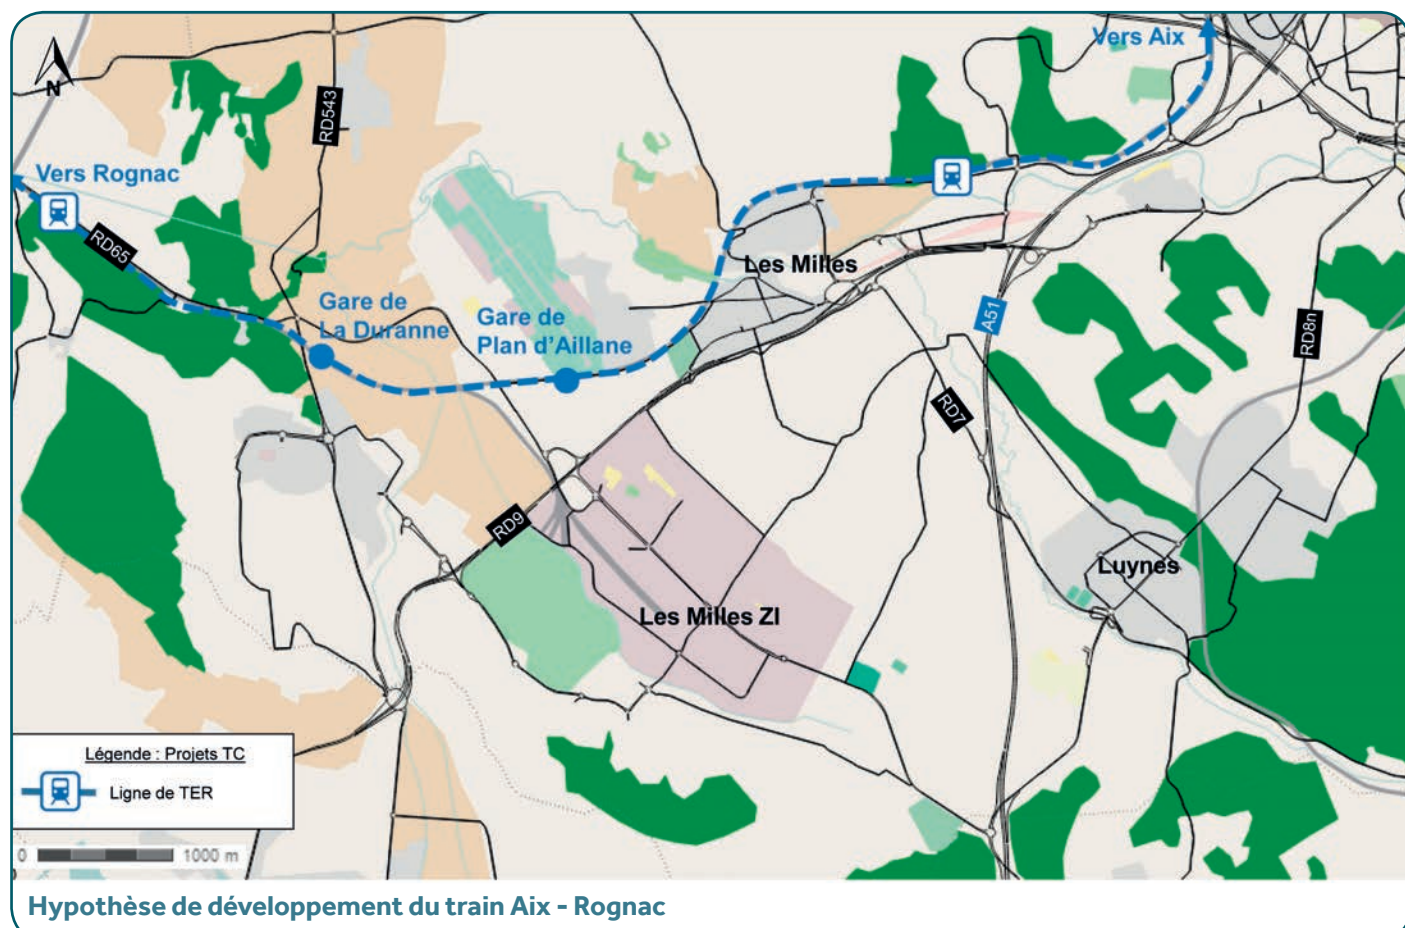 Vers Aix
N
RD543
Vers Rognac
RD65
Les Milles
Gare de
La Duranne
Gare de
Plan d'Aillane
A51
RD8n
RD7
RD9
Luynes
Les Milles ZI
Légende : Projets TC
Ligne de TER
0 1000 m
Hypothèse de développement du train Aix - Rognac